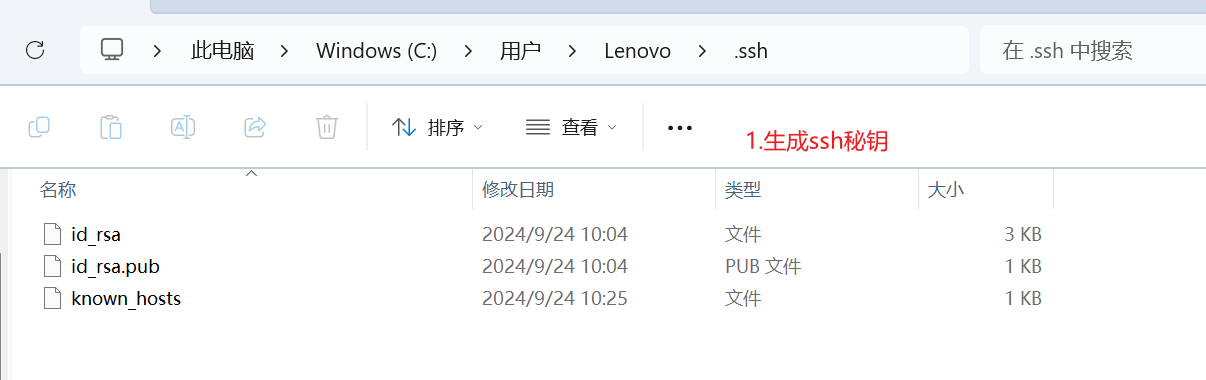 此电脑 > Windows (C:) > 用户 > Lenovo > .ssh
在 .ssh 中搜索
排序 查看
1.生成ssh秘钥
名称 修改日期 类型 大小
id_rsa 2024/9/24 10:04 文件 3 KB
id_rsa.pub 2024/9/24 10:04 PUB 文件 1 KB
known_hosts 2024/9/24 10:25 文件 1 KB